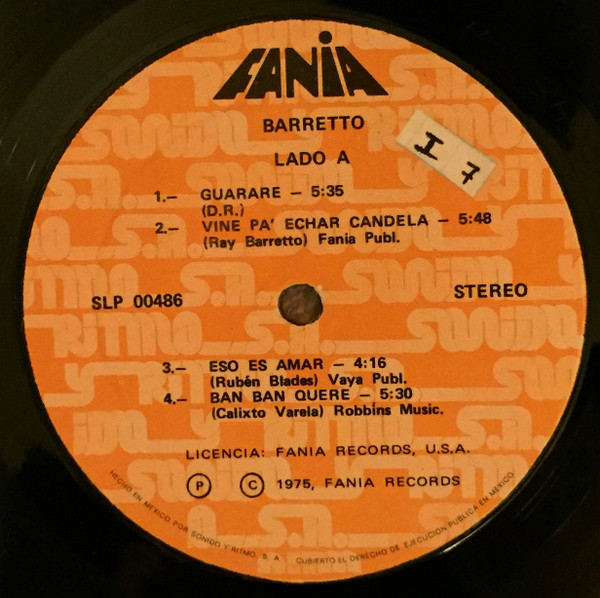 FANIA
BARRETTO
I 7
LADO A
1.– GUARARE – 5:35
(D.R.)
2.– VINE PA' ECHAR CANDELA – 5:48
(Ray Barretto) Fania Publ.
SLP 00486
STEREO
3.– ESO ES AMAR – 4:16
(Rubén Blades) Vaya Publ.
4.– BAN BAN QUERE – 5:30
(Calixto Varela) Robbins Music.
LICENCIA: FANIA RECORDS, U.S.A.
Ⓟ Ⓒ 1975, FANIA RECORDS
HECHO EN MEXICO POR SONIDO Y RITMO, S. A. CUBIERTO EL DERECHO DE EJECUCION PUBLICA EN MEXICO